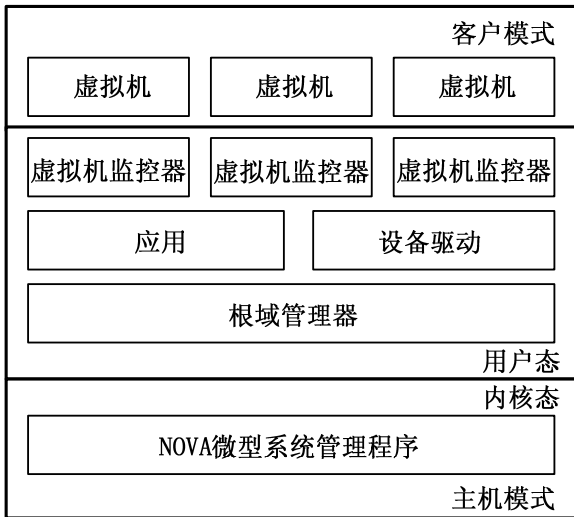 客户模式
虚拟机 虚拟机 虚拟机
虚拟机监控器 虚拟机监控器 虚拟机监控器
应用 设备驱动
根域管理器
用户态
内核态
NOVA微型系统管理程序
主机模式